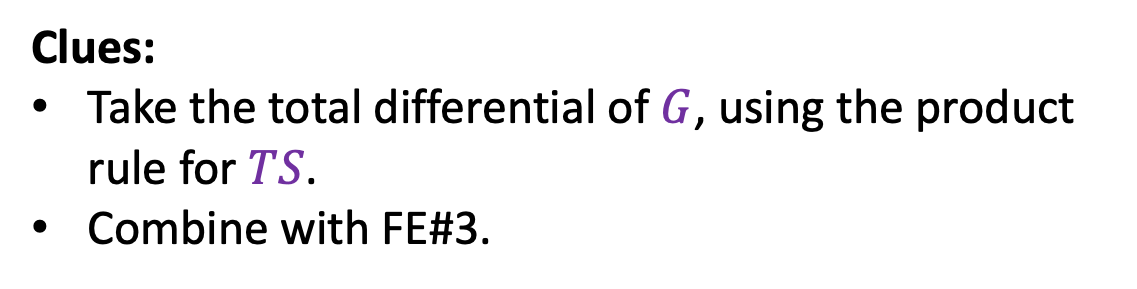 Clues:
• Take the total differential of G, using the product
rule for TS.
• Combine with FE#3.